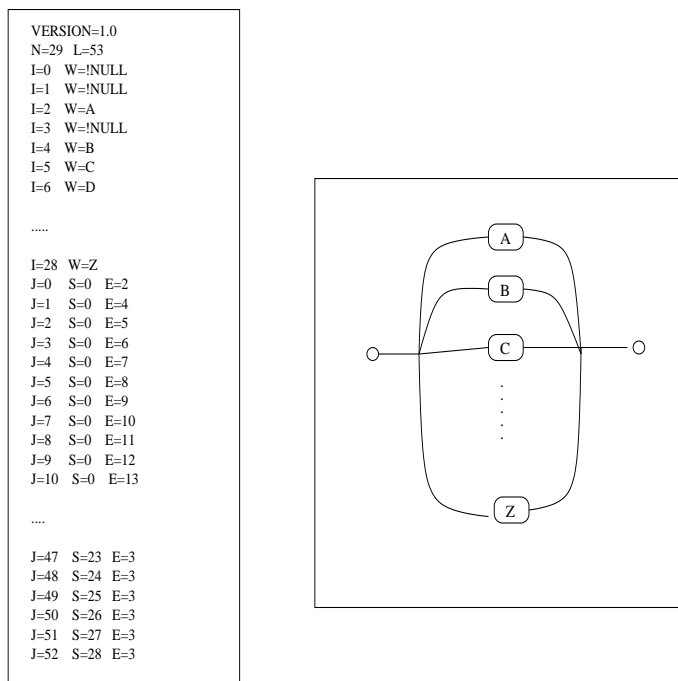 VERSION=1.0
N=29 L=53
I=0 W=!NULL
I=1 W=!NULL
I=2 W=A
I=3 W=!NULL
I=4 W=B
I=5 W=C
I=6 W=D
.....
I=28 W=Z
J=0 S=0 E=2
J=1 S=0 E=4
J=2 S=0 E=5
J=3 S=0 E=6
J=4 S=0 E=7
J=5 S=0 E=8
J=6 S=0 E=9
J=7 S=0 E=10
J=8 S=0 E=11
J=9 S=0 E=12
J=10 S=0 E=13
....
J=47 S=23 E=3
J=48 S=24 E=3
J=49 S=25 E=3
J=50 S=26 E=3
J=51 S=27 E=3
J=52 S=28 E=3
A
B
C
Z